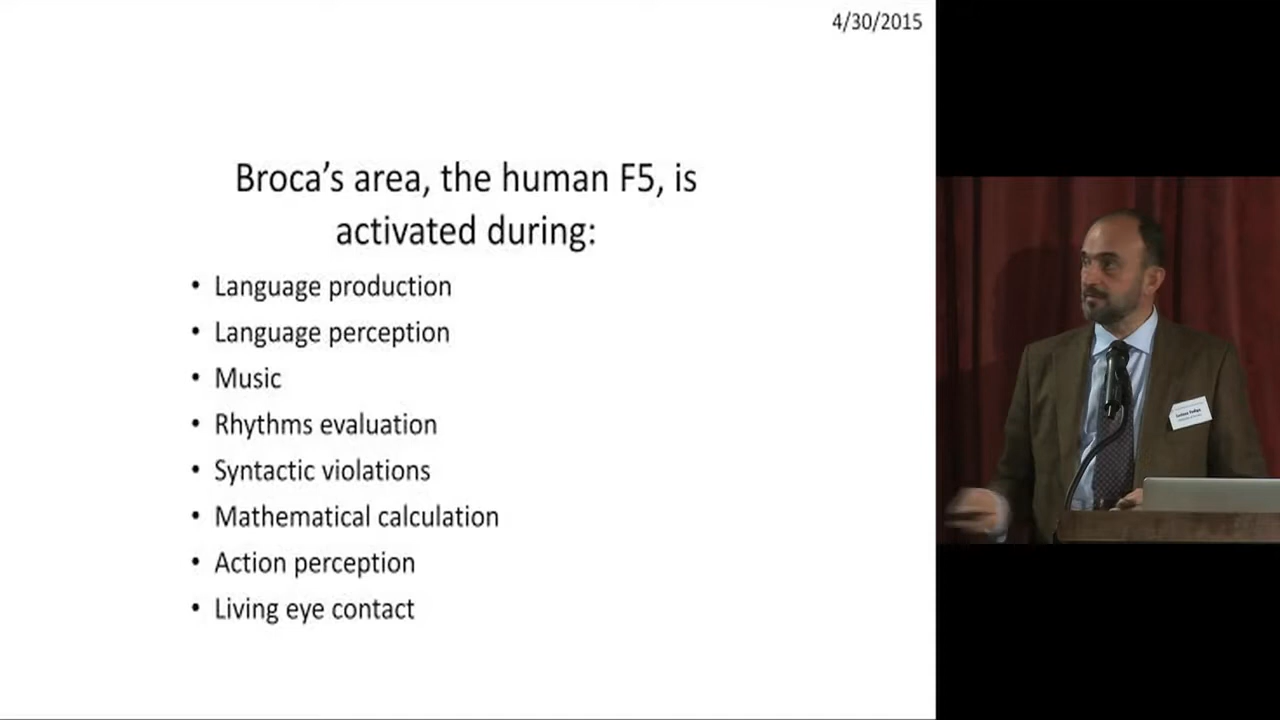 4/30/2015
Broca's area, the human F5, is
activated during:
• Language production
• Language perception
• Music
• Rhythms evaluation
• Syntactic violations
• Mathematical calculation
• Action perception
• Living eye contact